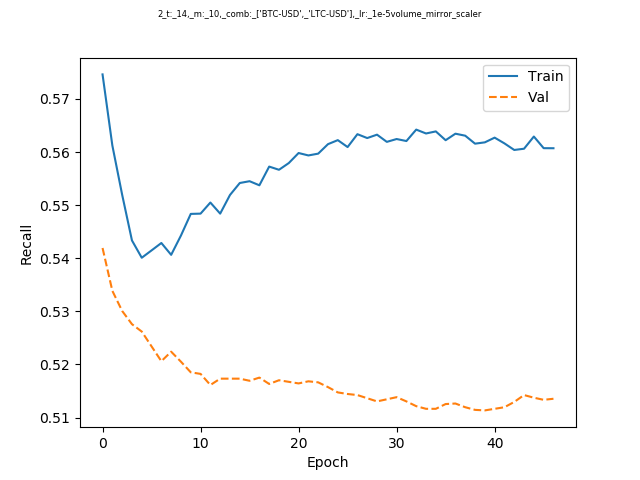 2_t:_14,_m:_10,_comb:_['BTC-USD',_'LTC-USD'],_lr:_1e-5volume_mirror_scaler
Train
Val
0.57
0.56
0.55
0.54
0.53
0.52
0.51
Recall
0
10
20
30
40
Epoch